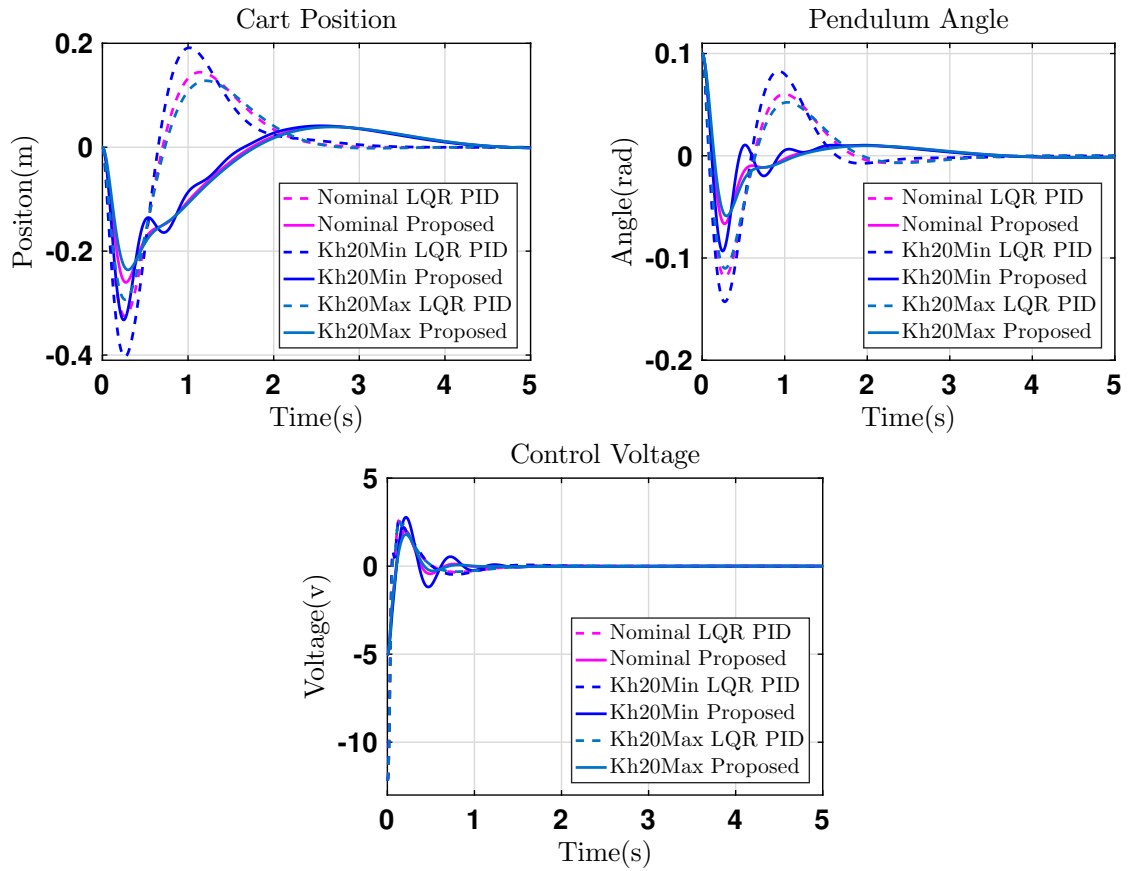 Cart Position
0.2
0
-0.2
-0.4
Positon(m)
0
1
2
3
4
5
Time(s)
Nominal LQR PID
Nominal Proposed
Kh20Min LQR PID
Kh20Min Proposed
Kh20Max LQR PID
Kh20Max Proposed
Pendulum Angle
0.1
0
-0.1
-0.2
Angle(rad)
0
1
2
3
4
5
Time(s)
Nominal LQR PID
Nominal Proposed
Kh20Min LQR PID
Kh20Min Proposed
Kh20Max LQR PID
Kh20Max Proposed
Control Voltage
5
0
-5
-10
Voltage(v)
0
1
2
3
4
5
Time(s)
Nominal LQR PID
Nominal Proposed
Kh20Min LQR PID
Kh20Min Proposed
Kh20Max LQR PID
Kh20Max Proposed